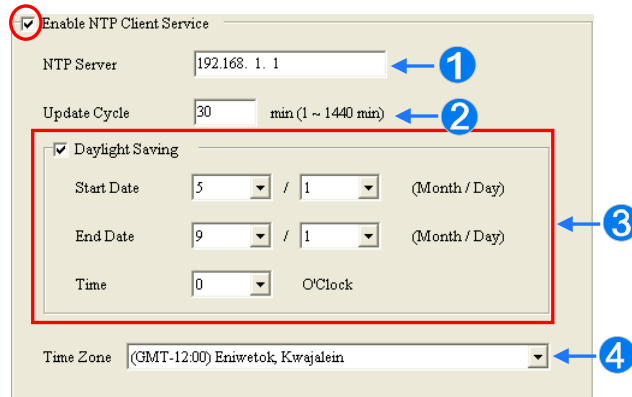 Enable NTP Client Service
NTP Server 192.168. 1. 1 1
Update Cycle 30 min (1 ~ 1440 min) 2
Daylight Saving
Start Date 5 / 1 (Month / Day)
3
End Date 9 / 1 (Month / Day)
Time 0 O'Clock
Time Zone (GMT-12:00) Eniwetok, Kwajalein 4